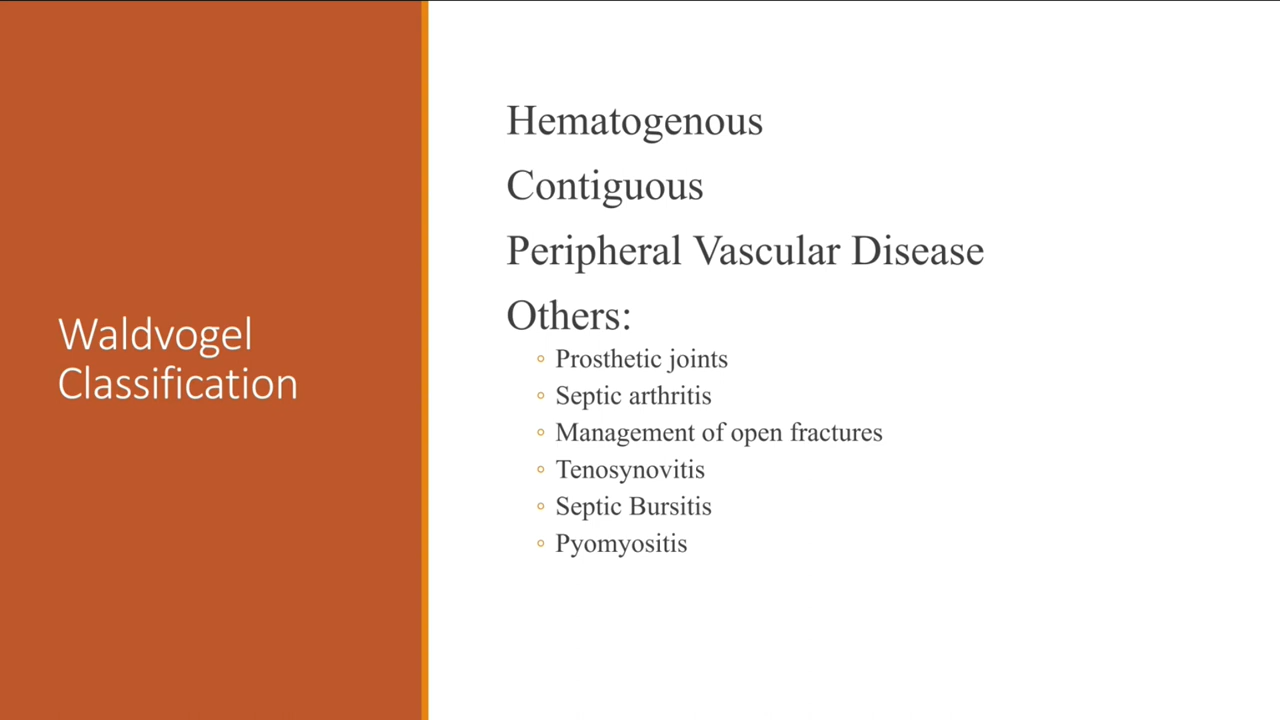 Waldvogel
Classification
Hematogenous
Contiguous
Peripheral Vascular Disease
Others:
◦ Prosthetic joints
◦ Septic arthritis
◦ Management of open fractures
◦ Tenosynovitis
◦ Septic Bursitis
◦ Pyomyositis